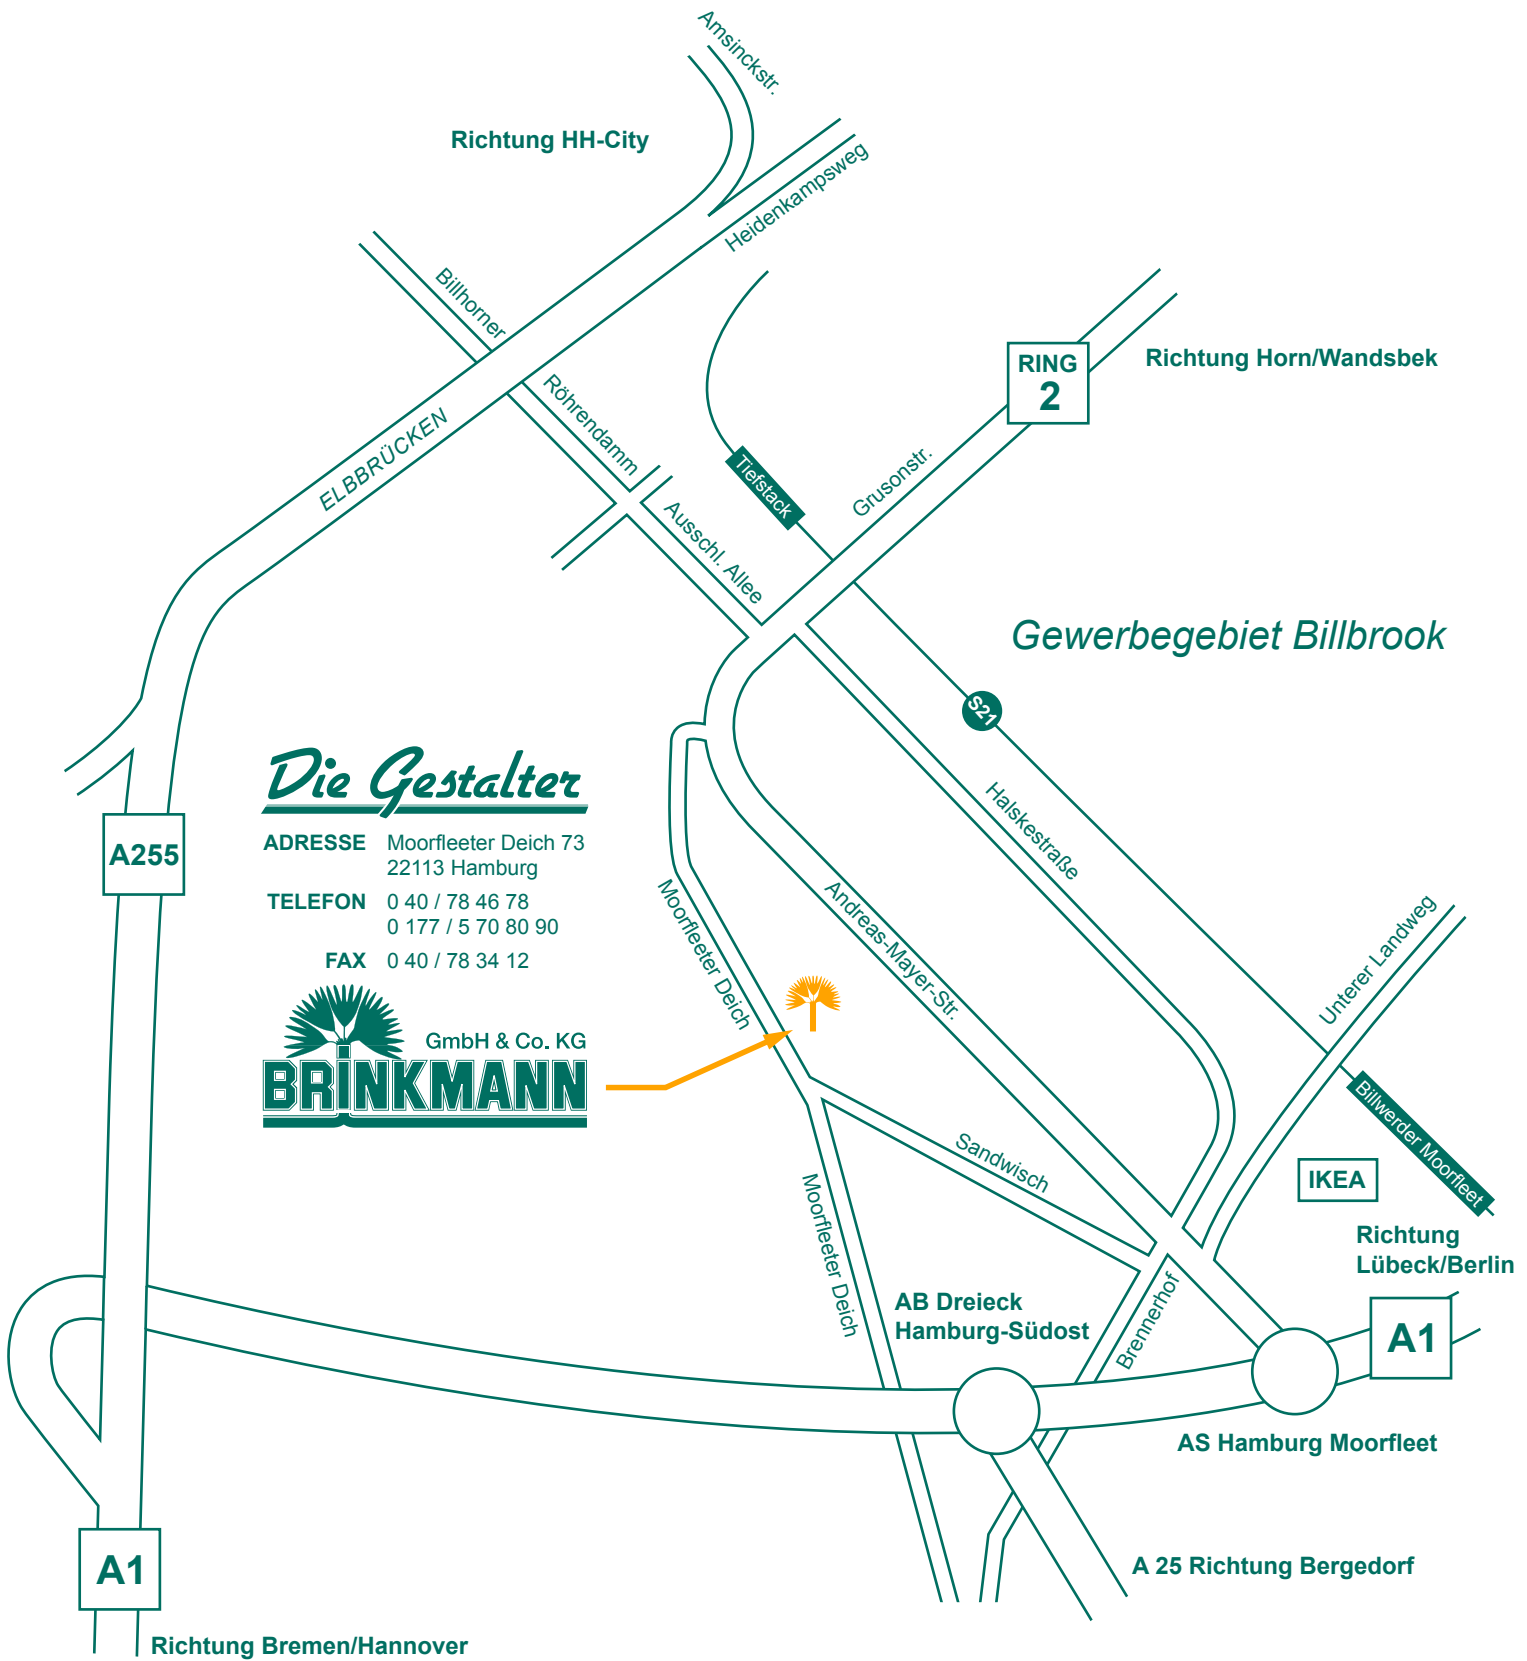 Amsinckstr.
Richtung HH-City
Heidenkampsweg
Billhorner
RING
2
Richtung Horn/Wandsbek
Röhrendamm
ELBBRÜCKEN
Tiefstack
Grusonstr.
Ausschl. Allee
Gewerbegebiet Billbrook
S21
Die Gestalter
Halskestraße
A255
ADRESSE Moorfleeter Deich 73
22113 Hamburg
TELEFON 0 40 / 78 46 78
0 177 / 5 70 80 90
FAX 0 40 / 78 34 12
Moorfleeter Deich
Andreas-Mayer-Str.
Unterer Landweg
GmbH & Co. KG
BRINKMANN
Billwerder Moorfleet
Sandwisch
IKEA
Moorfleeter Deich
Richtung
Lübeck/Berlin
AB Dreieck
Hamburg-Südost
Brennerhof
A1
AS Hamburg Moorfleet
A1
A 25 Richtung Bergedorf
Richtung Bremen/Hannover